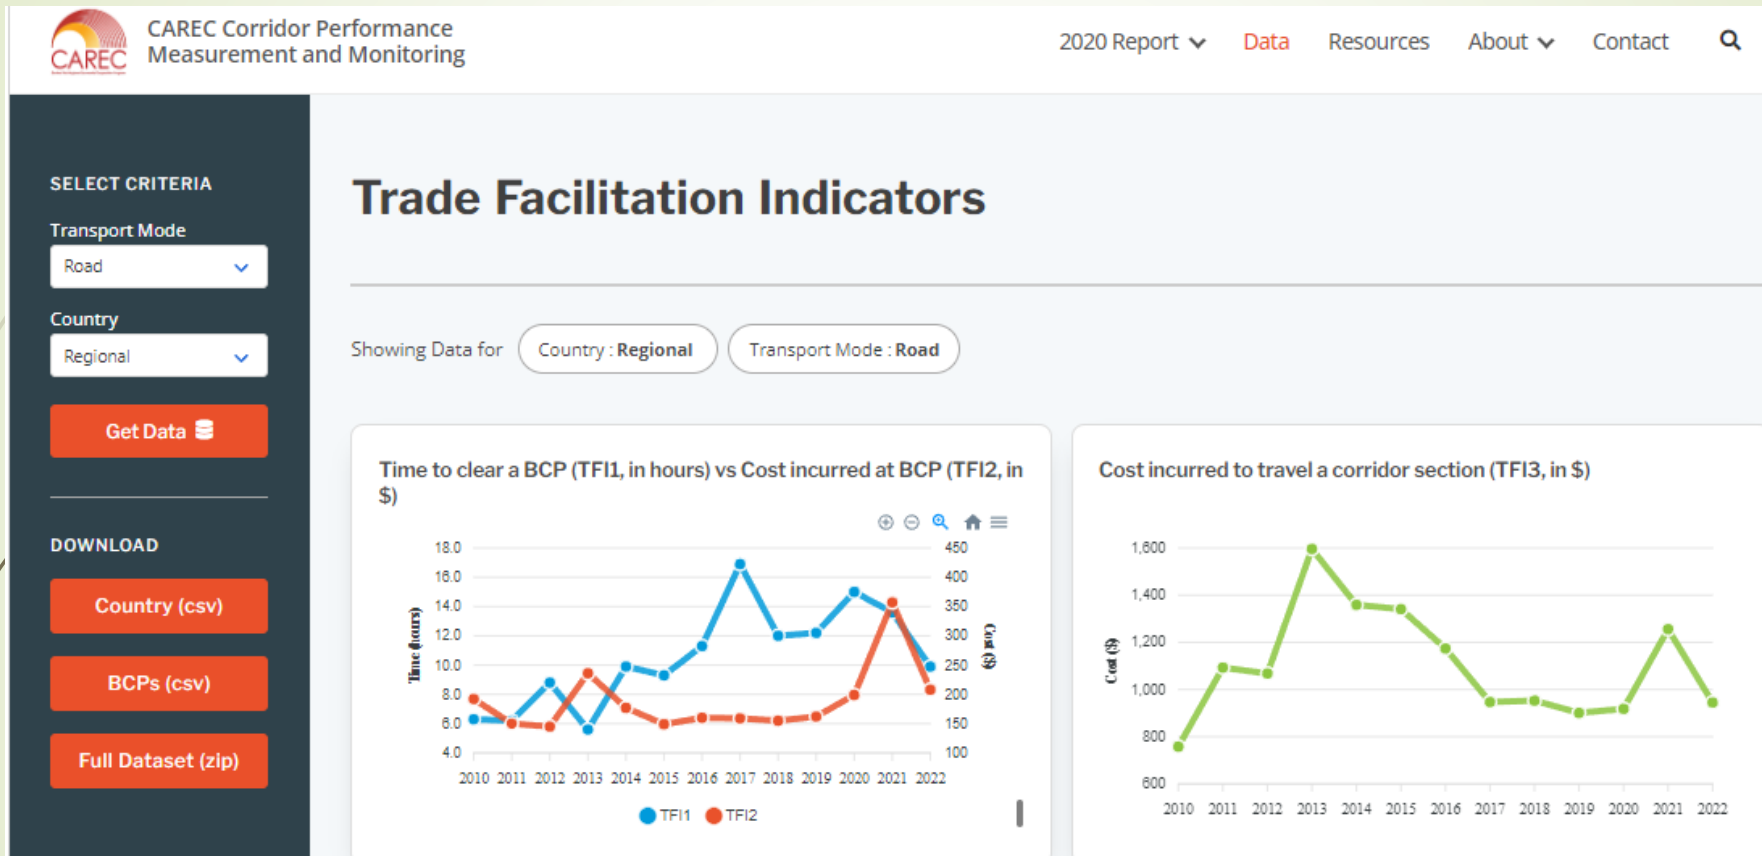 CAREC
CAREC Corridor Performance
Measurement and Monitoring
2020 Report
Data
Resources
About
Contact
SELECT CRITERIA
Transport Mode
Road
Country
Regional
Get Data
DOWNLOAD
Country (csv)
BCPs (csv)
Full Dataset (zip)
Trade Facilitation Indicators
Showing Data for
Country : Regional
Transport Mode : Road
Time to clear a BCP (TFI1, in hours) vs Cost incurred at BCP (TFI2, in
$)
18.0
16.0
14.0
12.0
10.0
8.0
6.0
4.0
Time (hours)
450
400
350
300
250
200
150
100
Cost ($)
2010 2011 2012 2013 2014 2015 2016 2017 2018 2019 2020 2021 2022
TFI1 TFI2
Cost incurred to travel a corridor section (TFI3, in $)
1,600
1,400
1,200
1,000
800
600
Cost ($)
2010 2011 2012 2013 2014 2015 2016 2017 2018 2019 2020 2021 2022